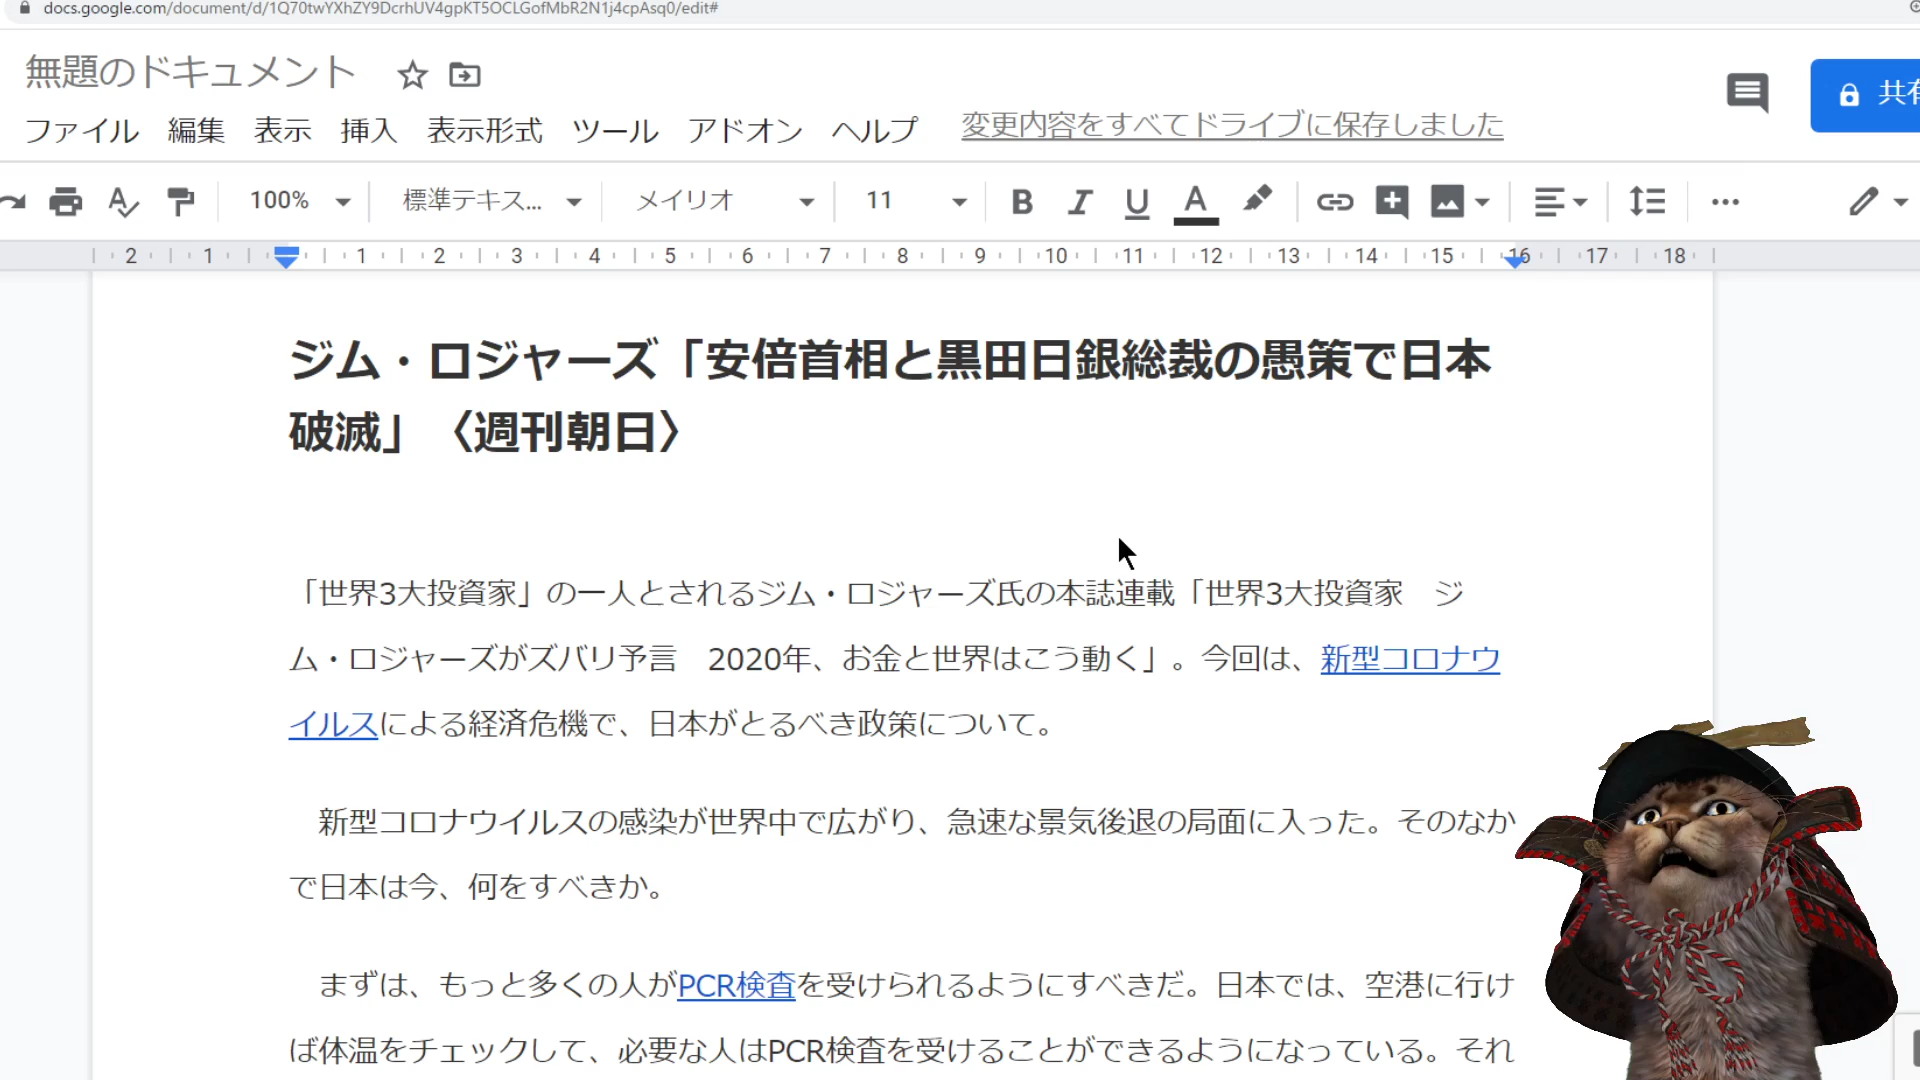 docs.google.com/document/d/1Q70twYXhZY9DcrhUV4gpKT5OCLGofMbR2N1j4cpAsq0/edit#
無題のドキュメント
共有
ファイル 編集 表示 挿入 表示形式 ツール アドオン ヘルプ 変更内容をすべてドライブに保存しました
100% 標準テキス... メイリオ 11 B I U A
2 1 1 2 3 4 5 6 7 8 9 10 11 12 13 14 15 16 17 18
ジム・ロジャーズ「安倍首相と黒田日銀総裁の愚策で日本
破滅」〈週刊朝日〉
「世界3大投資家」の一人とされるジム・ロジャーズ氏の本誌連載「世界3大投資家　ジ
ム・ロジャーズがズバリ予言　2020年、お金と世界はこう動く」。今回は、新型コロナウ
イルスによる経済危機で、日本がとるべき政策について。
新型コロナウイルスの感染が世界中で広がり、急速な景気後退の局面に入った。そのなか
で日本は今、何をすべきか。
まずは、もっと多くの人がPCR検査を受けられるようにすべきだ。日本では、空港に行け
ば体温をチェックして、必要な人はPCR検査を受けることができるようになっている。それ